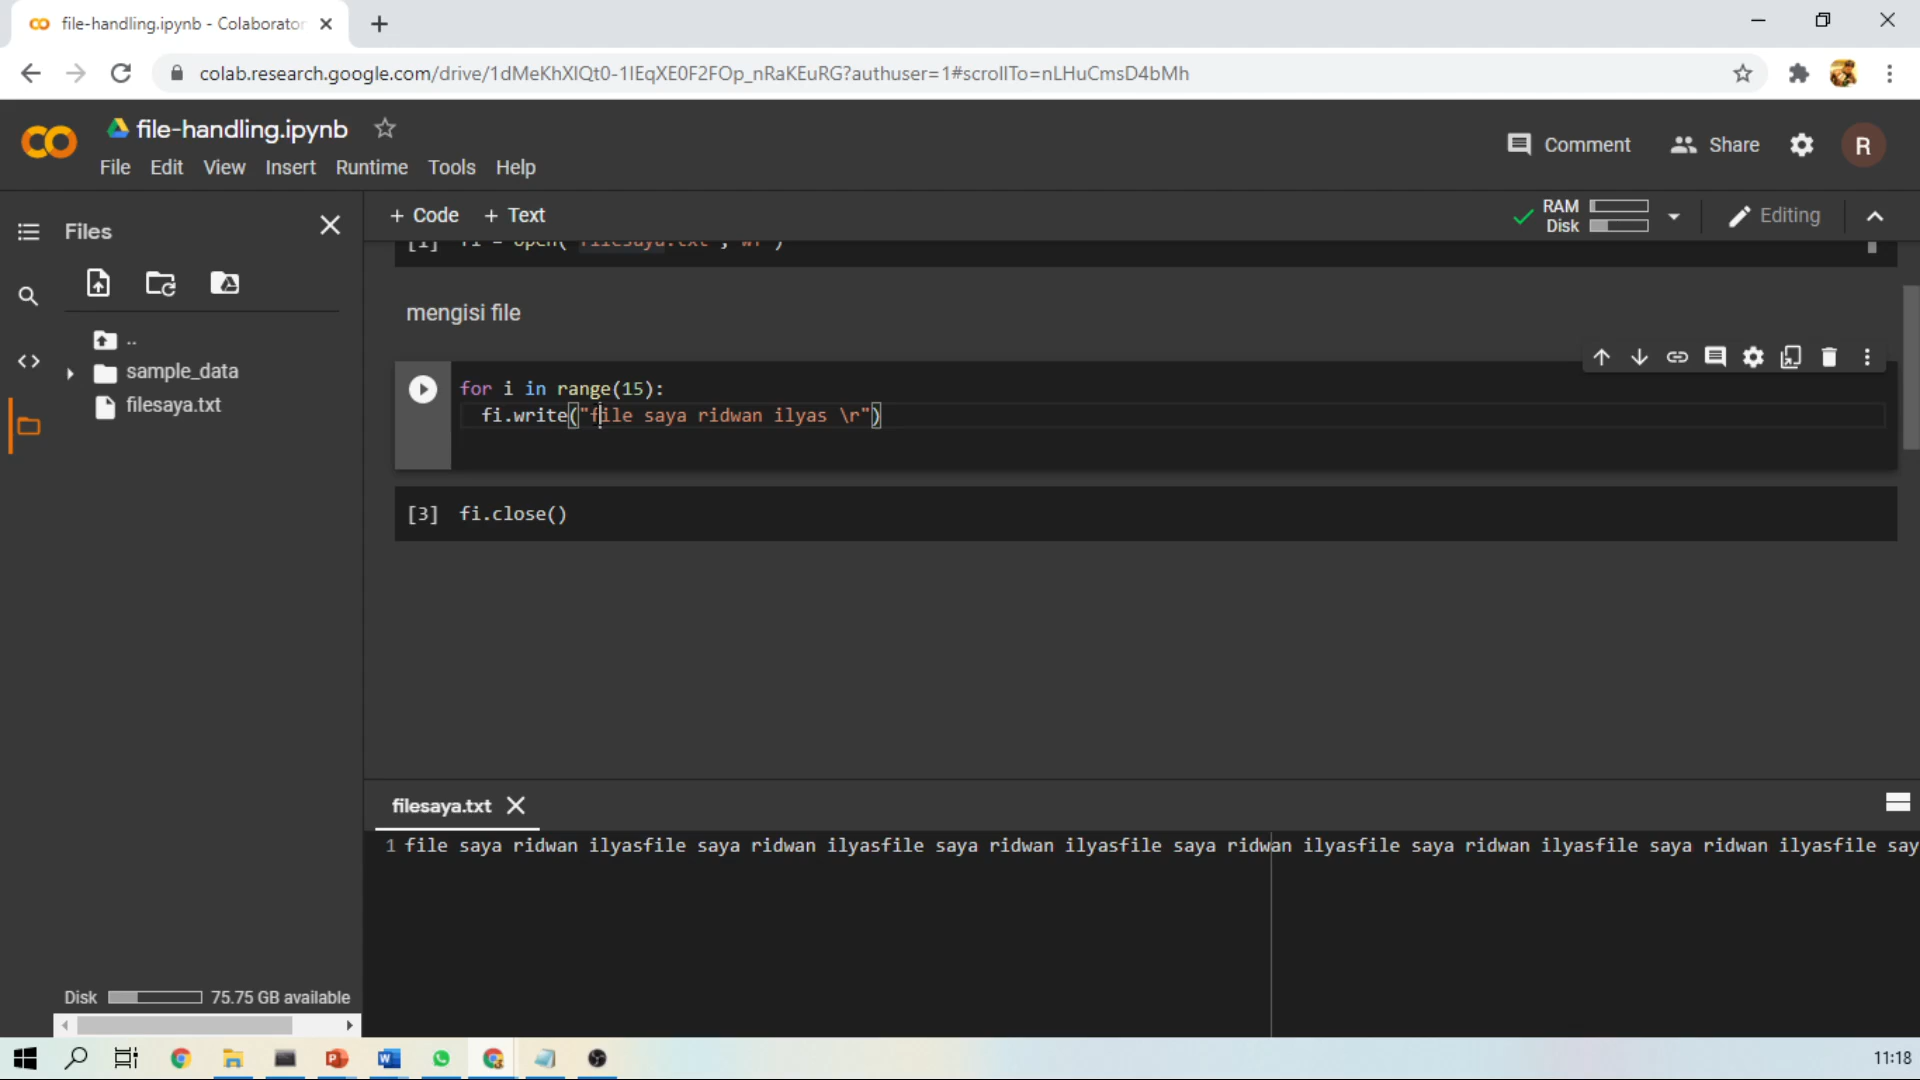 file-handling.ipynb - Colaborator
colab.research.google.com/drive/1dMeKhXlQt0-1IEqXE0F2FOp_nRaKEuRG?authuser=1#scrollTo=nLHuCmsD4bMh
file-handling.ipynb
Comment
Share
R
File Edit View Insert Runtime Tools Help
Files
+ Code + Text
RAM
Disk
Editing
[1] fi = open("filesaya.txt","w+")
mengisi file
..
sample_data
filesaya.txt
for i in range(15):
fi.write("file saya ridwan ilyas \r")
[3] fi.close()
filesaya.txt
1 file saya ridwan ilyasfile saya ridwan ilyasfile saya ridwan ilyasfile saya ridwan ilyasfile saya ridwan ilyasfile saya ridwan ilyasfile say
Disk 75.75 GB available
11:18